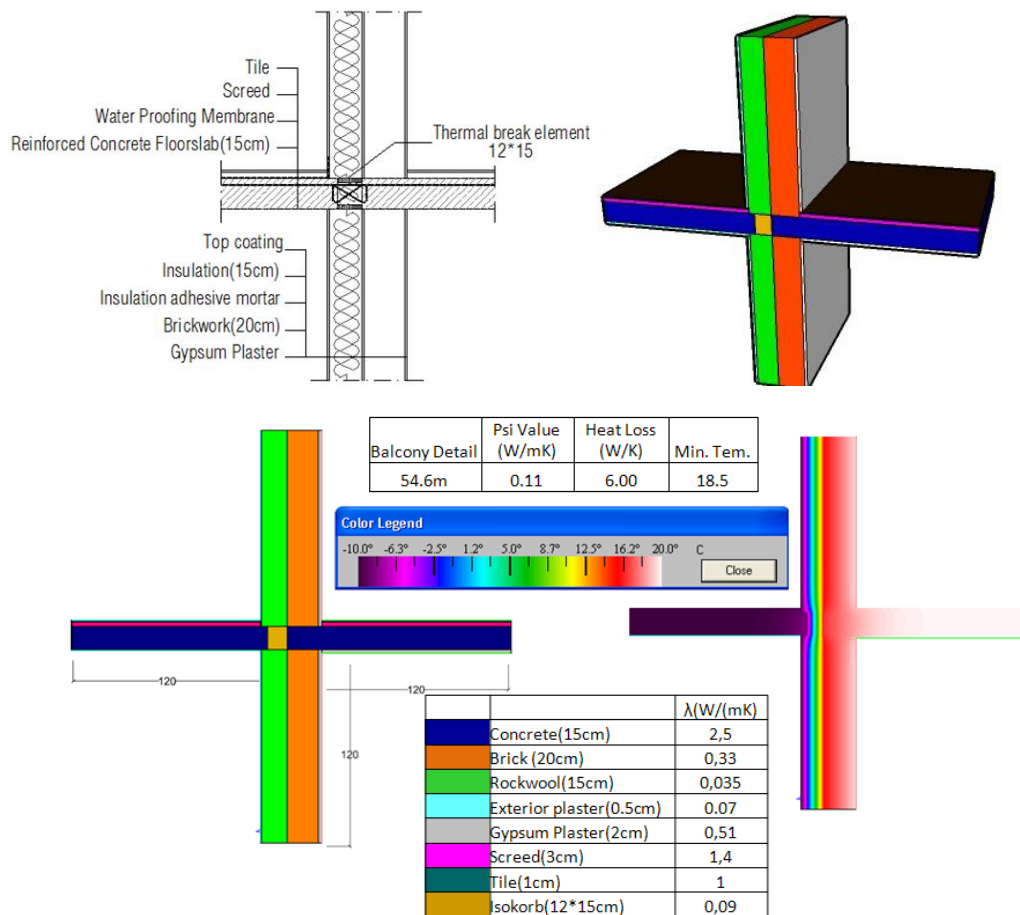 Tile
Screed
Water Proofing Membrane
Reinforced Concrete Floorslab(15cm)
Thermal break element
12*15
Top coating
Insulation(15cm)
Insulation adhesive mortar
Brickwork(20cm)
Gypsum Plaster
Balcony Detail Psi Value (W/mK) Heat Loss (W/K) Min. Tem.
54.6m 0.11 6.00 18.5
Color Legend
-10.0° -6.3° -2.5° 1.2° 5.0° 8.7° 12.5° 16.2° 20.0° C
Close
120
120
120
λ(W/(mK)
Concrete(15cm) 2,5
Brick (20cm) 0,33
Rockwool(15cm) 0,035
Exterior plaster(0.5cm) 0.07
Gypsum Plaster(2cm) 0,51
Screed(3cm) 1,4
Tile(1cm) 1
Isokorb(12*15cm) 0,09